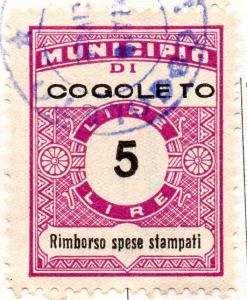 MUNICIPIO
DI
COGOLETO
LIRE
5
LIRE
Rimborso spese stampati